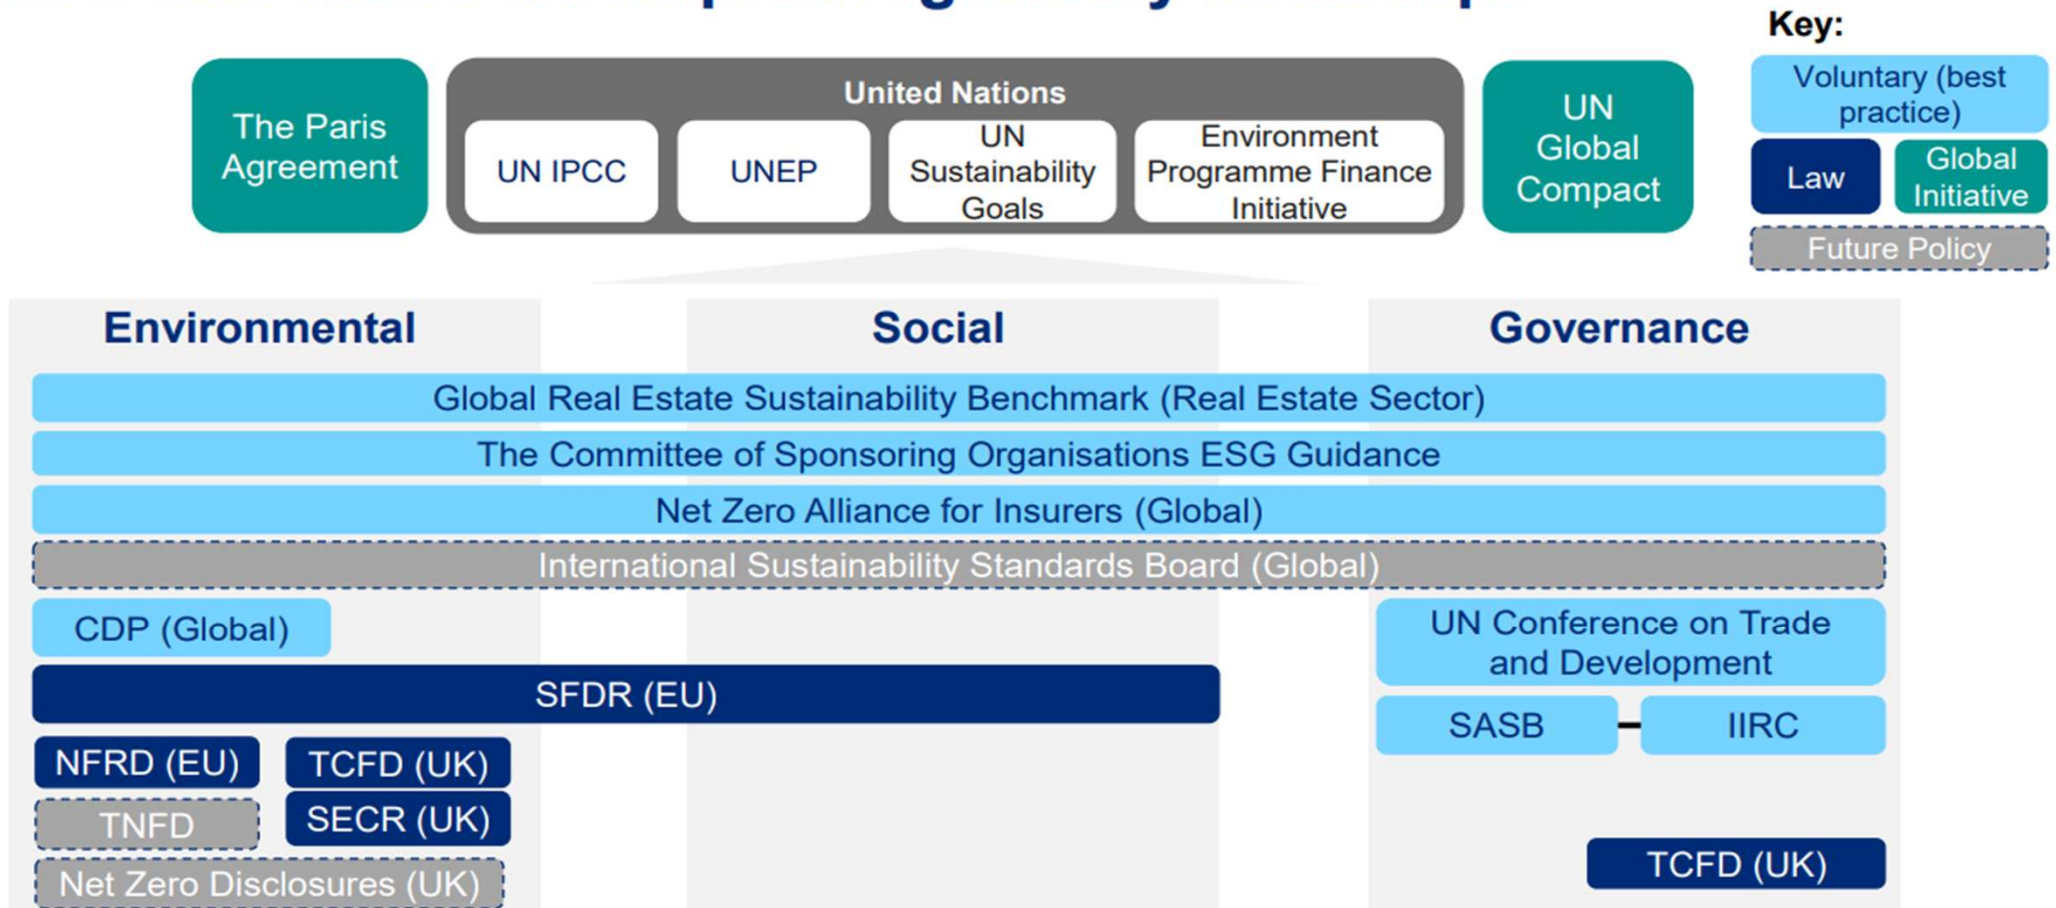 Key:
The Paris
Agreement
United Nations
UN IPCC
UNEP
UN
Sustainability
Goals
Environment
Programme Finance
Initiative
UN
Global
Compact
Voluntary (best
practice)
Law
Global
Initiative
Future Policy
Environmental
Social
Governance
Global Real Estate Sustainability Benchmark (Real Estate Sector)
The Committee of Sponsoring Organisations ESG Guidance
Net Zero Alliance for Insurers (Global)
International Sustainability Standards Board (Global)
CDP (Global)
UN Conference on Trade
and Development
SFDR (EU)
SASB
IIRC
NFRD (EU)
TCFD (UK)
TNFD
SECR (UK)
TCFD (UK)
Net Zero Disclosures (UK)